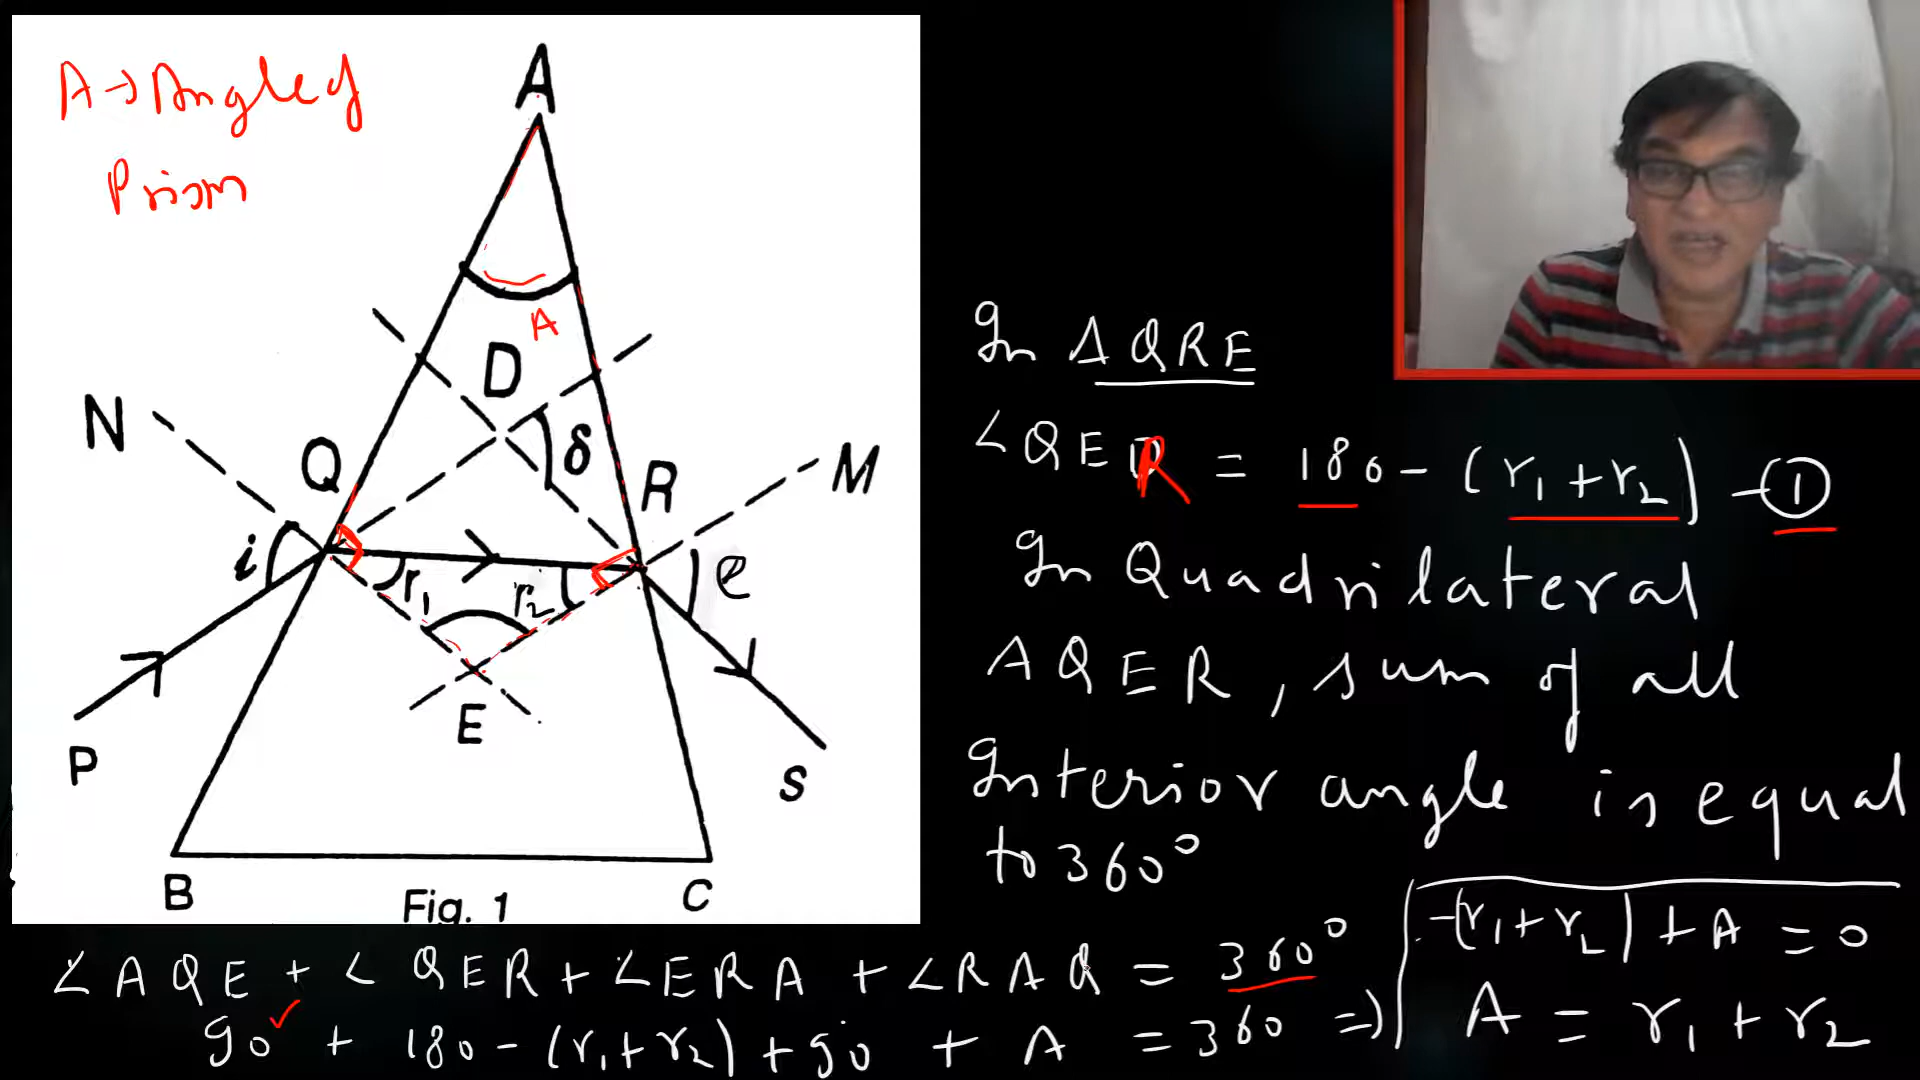 A → Angle of
Prism
A
A
D
N
Q
δ
R
M
i
r₁
r₂
e
E
P
S
B
C
Fig. 1
In ΔQRE
∠QER = 180 - (r₁ + r₂) - ①
In Quadrilateral
AQER, sum of all
Interior angle is equal
to 360°
∠AQE + ∠QER + ∠ERA + ∠RAQ = 360°
90 ✓ + 180 - (r₁ + r₂) + 90 + A = 360 ⇒
-(r₁ + r₂) + A = 0
A = r₁ + r₂